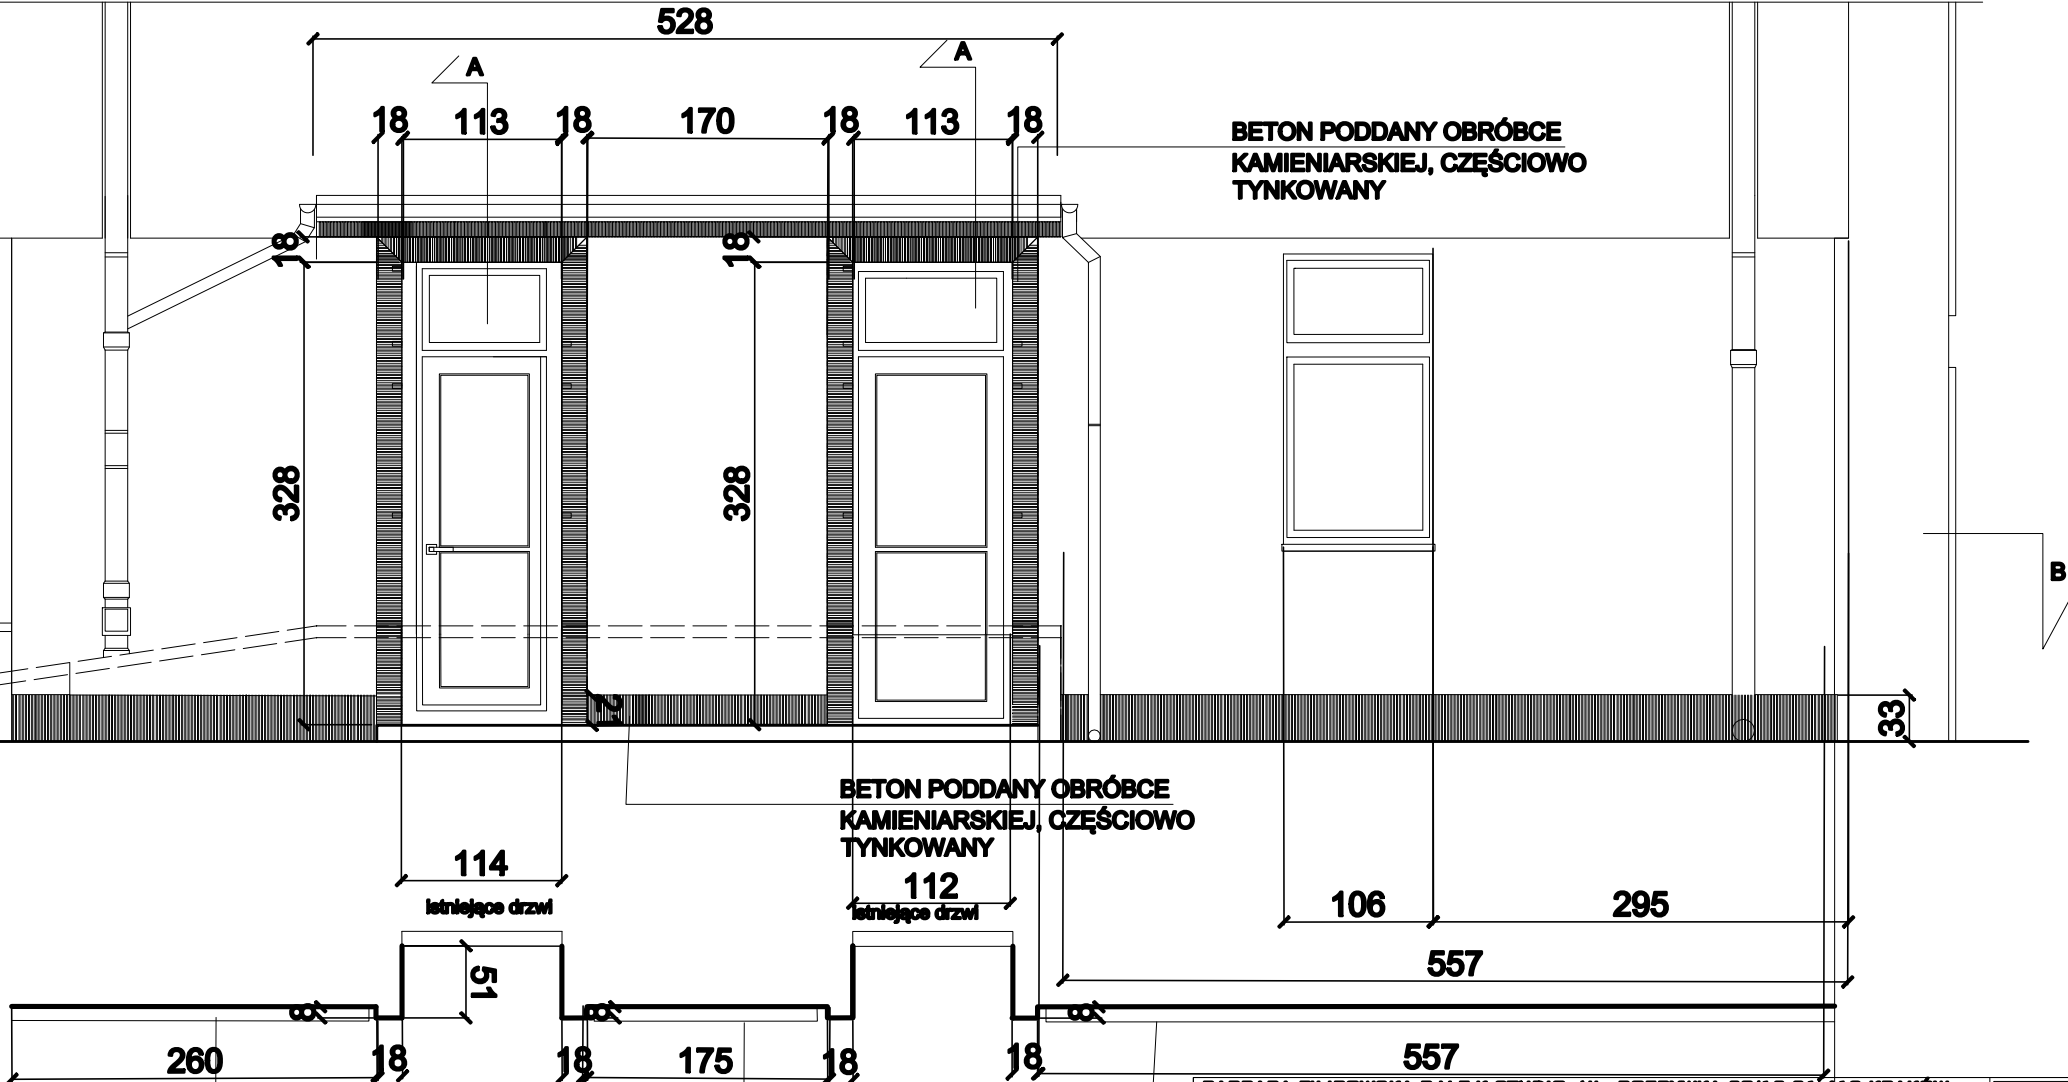 528
A
A
18 113 18 170 18 113 18
BETON PODDANY OBRÓBCE
KAMIENIARSKIEJ, CZĘŚCIOWO
TYNKOWANY
18
18
328
328
B
21
33
BETON PODDANY OBRÓBCE
KAMIENIARSKIEJ, CZĘŚCIOWO
TYNKOWANY
114
112
istniejące drzwi
istniejące drzwi
106
295
557
51
8
8
8
260 18 18 175 18 18 557